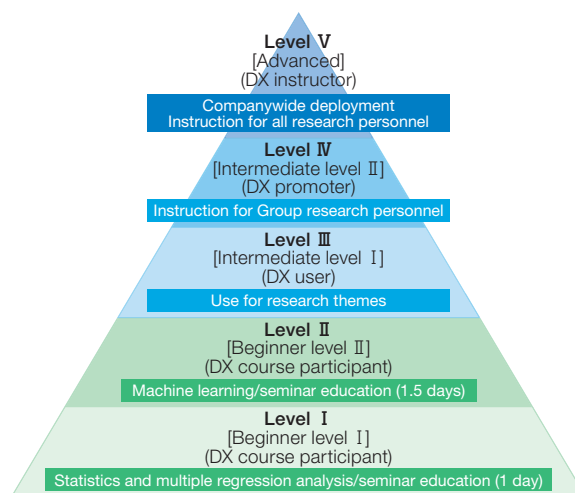 Level Ⅴ
[Advanced]
(DX instructor)
Companywide deployment
Instruction for all research personnel
Level Ⅳ
[Intermediate level Ⅱ]
(DX promoter)
Instruction for Group research personnel
Level Ⅲ
[Intermediate level Ⅰ]
(DX user)
Use for research themes
Level Ⅱ
[Beginner level Ⅱ]
(DX course participant)
Machine learning/seminar education (1.5 days)
Level Ⅰ
[Beginner level Ⅰ]
(DX course participant)
Statistics and multiple regression analysis/seminar education (1 day)